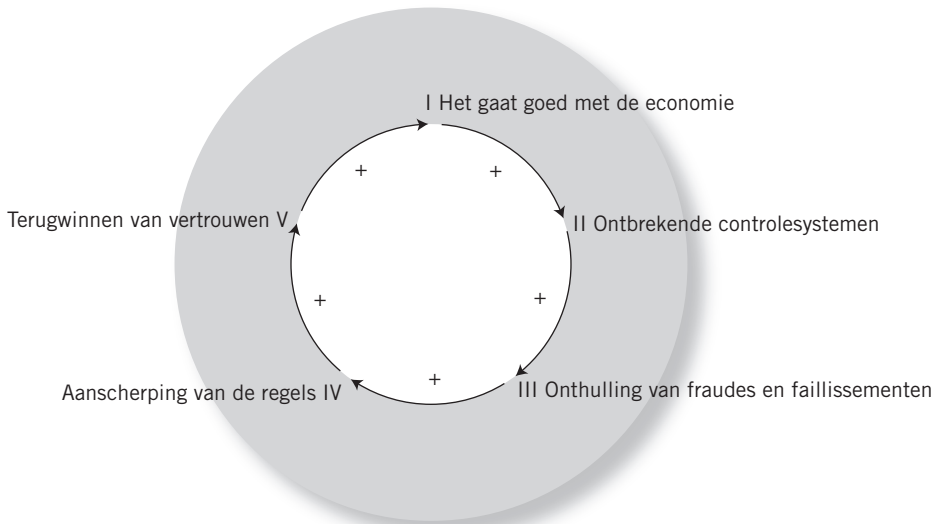 I Het gaat goed met de economie
+ +
Terugwinnen van vertrouwen V
II Ontbrekende controlesystemen
+ +
+
Aanscherping van de regels IV
III Onthulling van fraudes en faillissementen